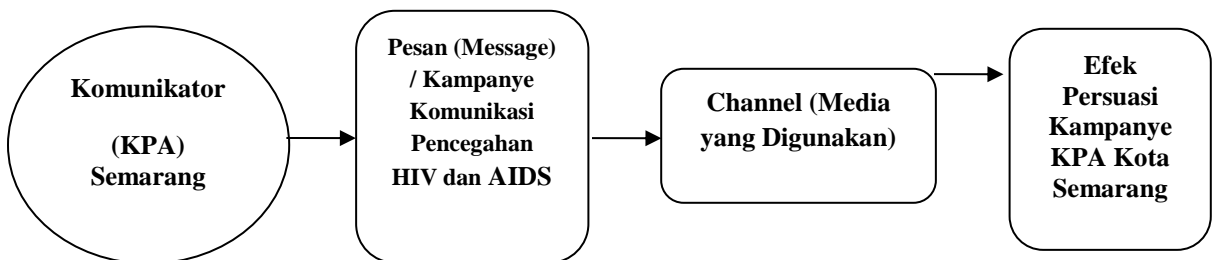 Komunikator
(KPA)
Semarang
Pesan (Message)
/ Kampanye
Komunikasi
Pencegahan
HIV dan AIDS
Channel (Media
yang Digunakan)
Efek
Persuasi
Kampanye
KPA Kota
Semarang